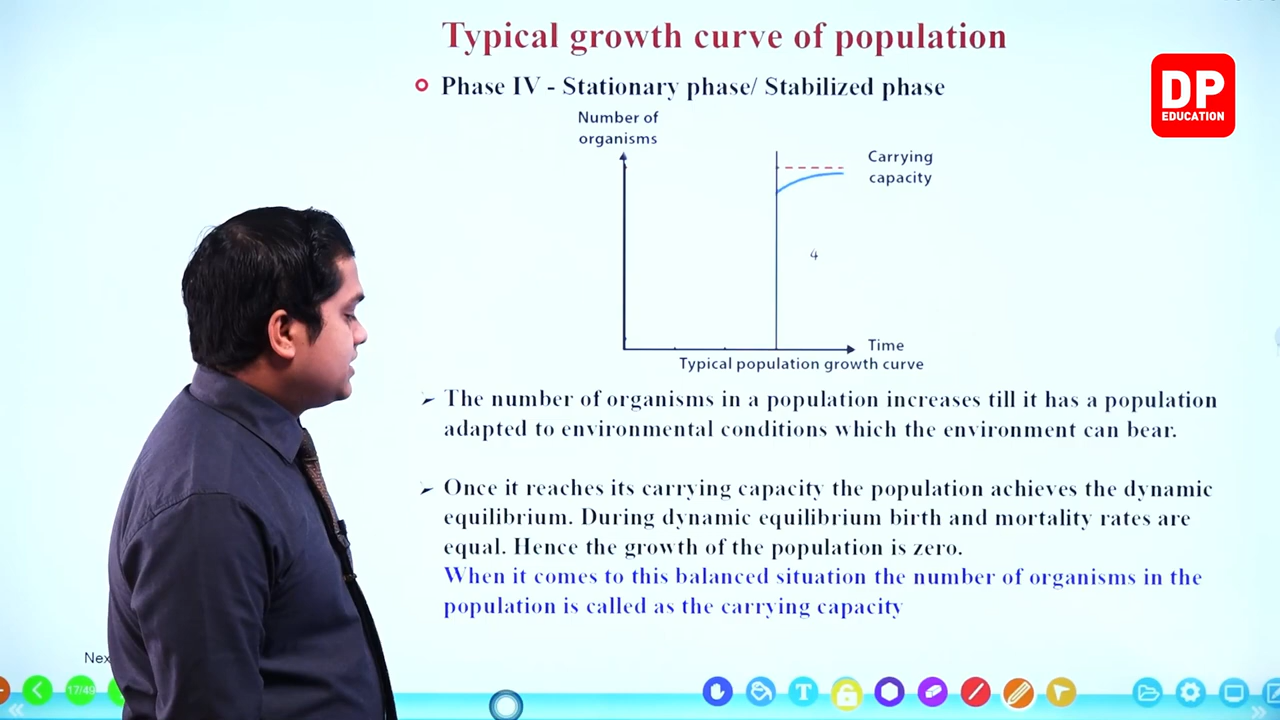 Typical growth curve of population
Phase IV - Stationary phase/ Stabilized phase
DP
EDUCATION
Number of
organisms
Carrying
capacity
4
Time
Typical population growth curve
The number of organisms in a population increases till it has a population
adapted to environmental conditions which the environment can bear.
Once it reaches its carrying capacity the population achieves the dynamic
equilibrium. During dynamic equilibrium birth and mortality rates are
equal. Hence the growth of the population is zero.
When it comes to this balanced situation the number of organisms in the
population is called as the carrying capacity
17/49
T